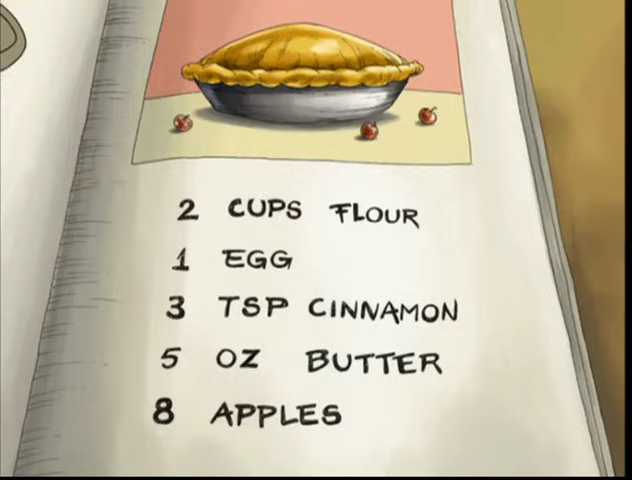 2 CUPS FLOUR
1 EGG
3 TSP CINNAMON
5 OZ BUTTER
8 APPLES